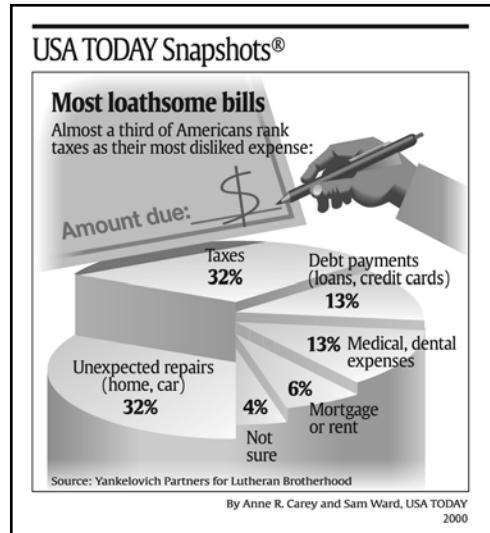 USA TODAY Snapshots®
Most loathsome bills
Almost a third of Americans rank
taxes as their most disliked expense:
Amount due: $
Taxes
32%
Debt payments
(loans, credit cards)
13%
13% Medical, dental
expenses
6%
Mortgage
or rent
4%
Not
sure
Unexpected repairs
(home, car)
32%
Source: Yankelovich Partners for Lutheran Brotherhood
By Anne R. Carey and Sam Ward, USA TODAY
2000